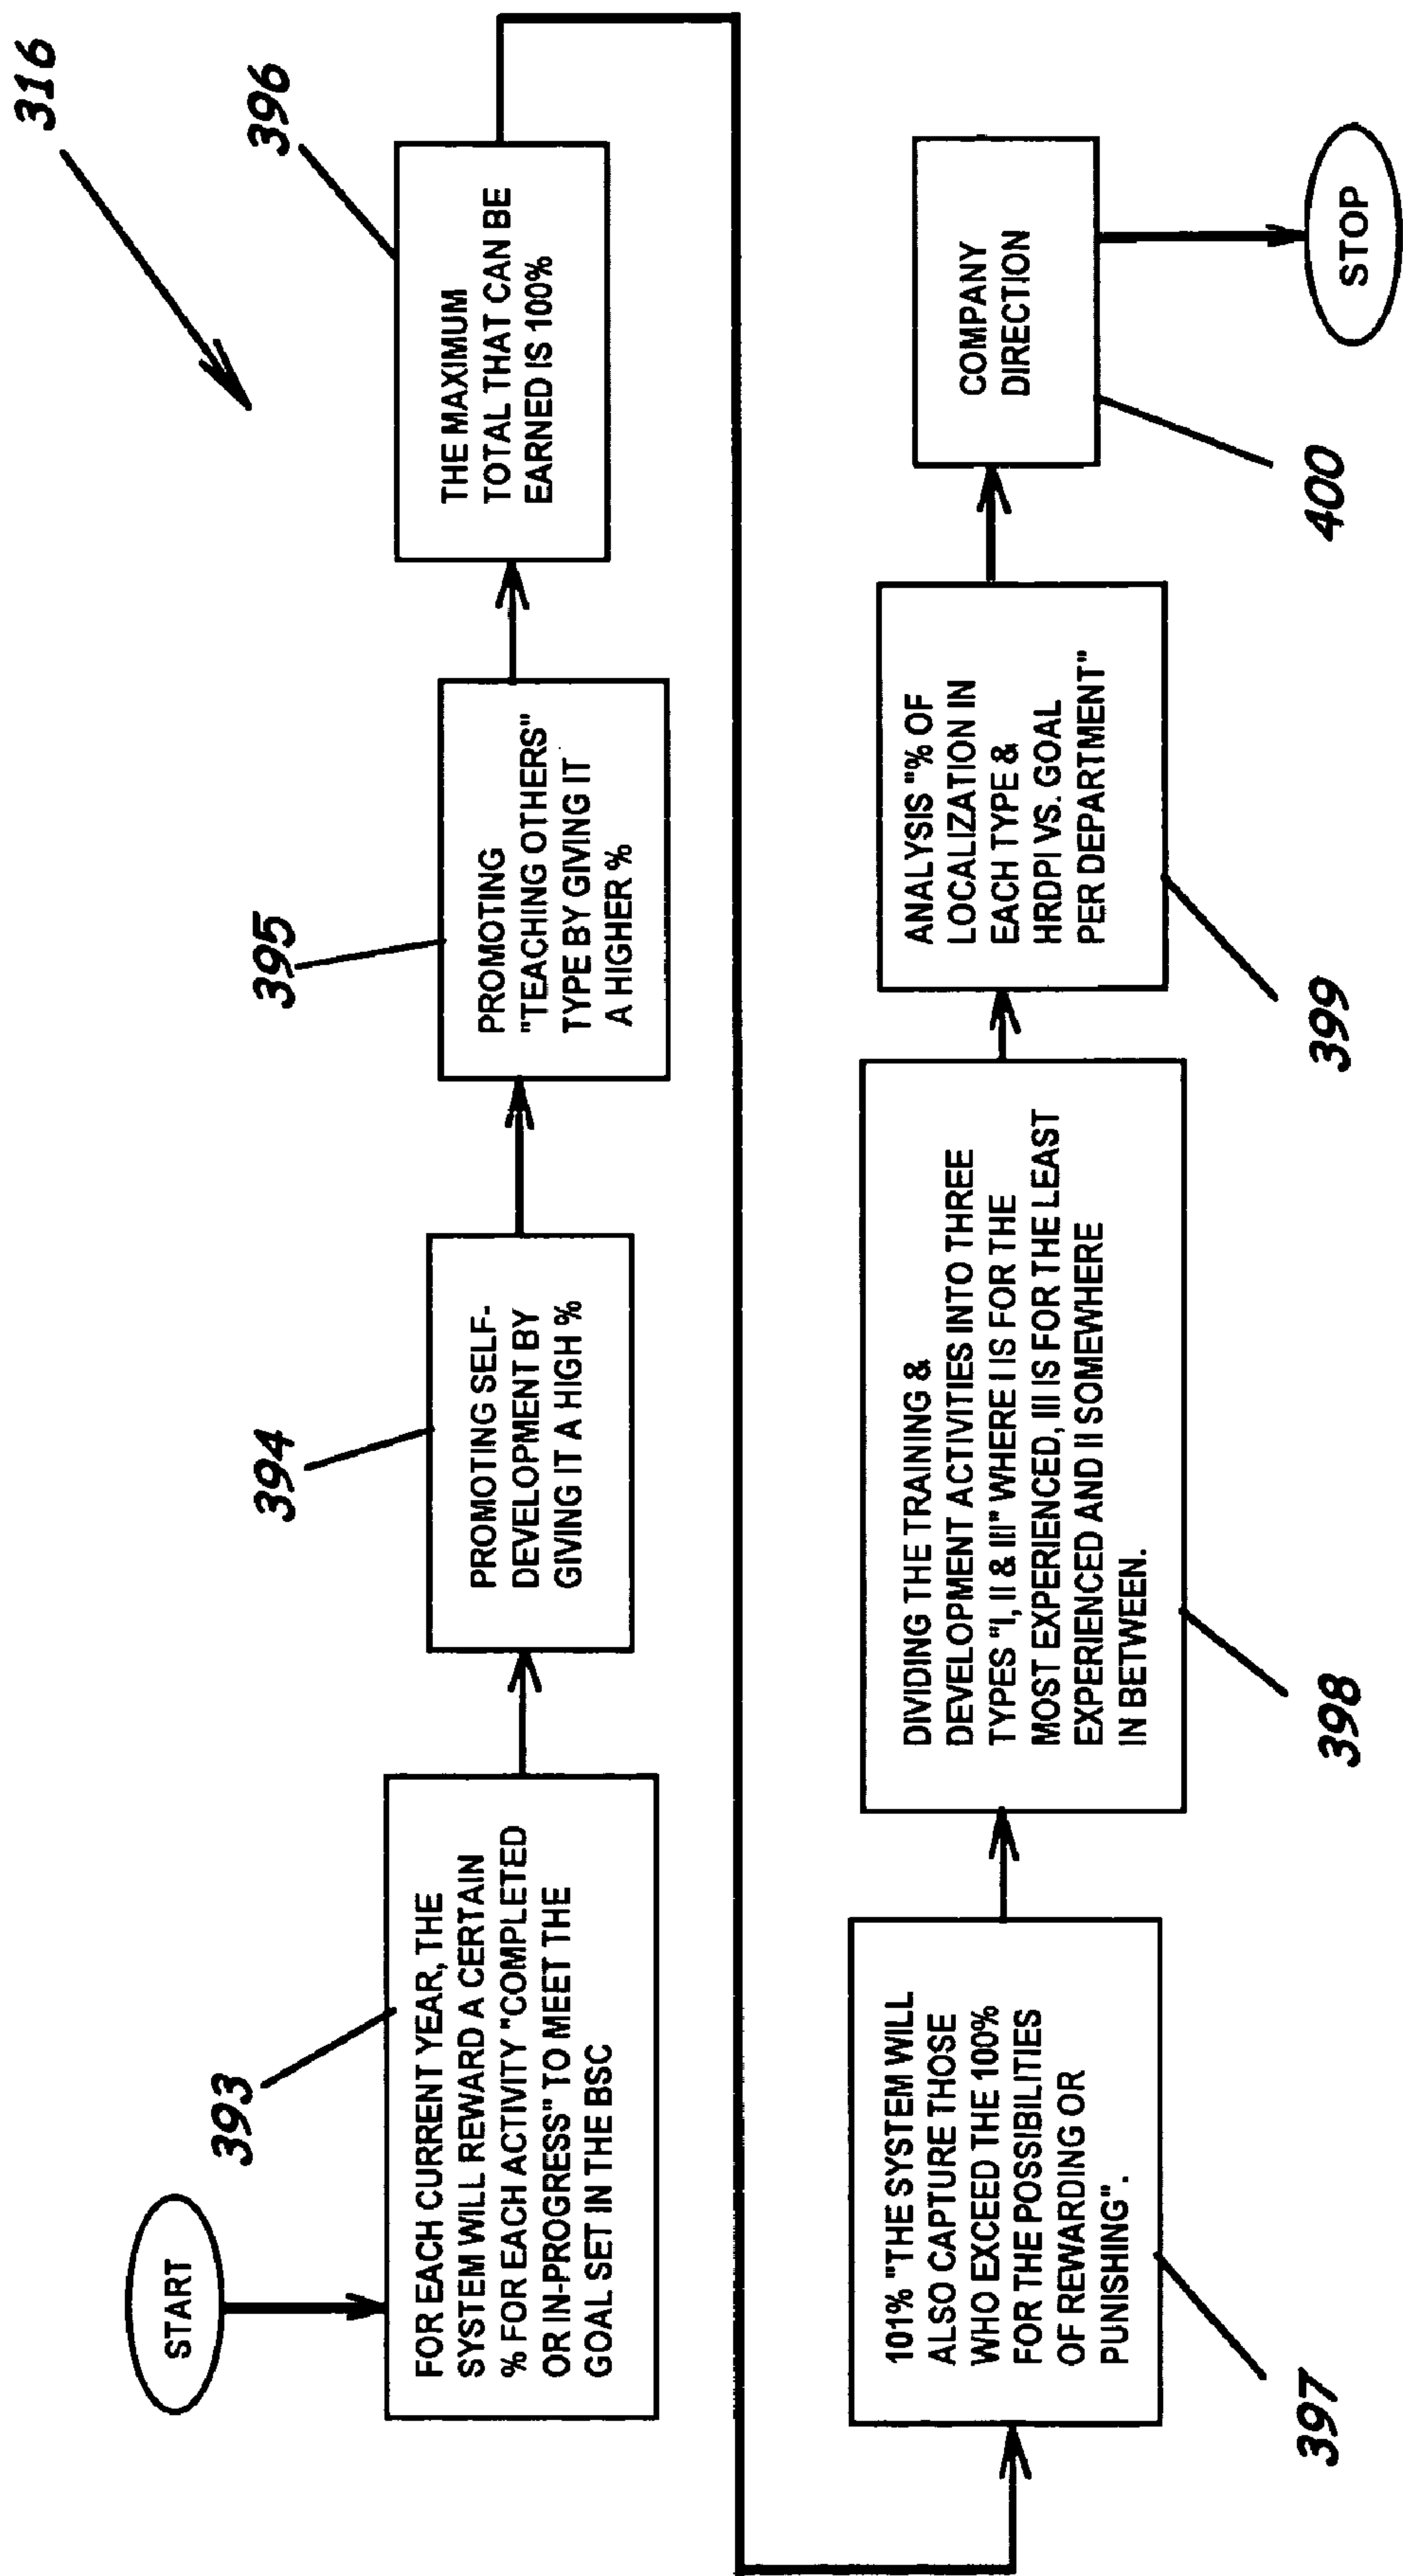 316
START
393
FOR EACH CURRENT YEAR, THE
SYSTEM WILL REWARD A CERTAIN
% FOR EACH ACTIVITY "COMPLETED
OR IN-PROGRESS" TO MEET THE
GOAL SET IN THE BSC
394
PROMOTING SELF-
DEVELOPMENT BY
GIVING IT A HIGH %
395
PROMOTING
"TEACHING OTHERS"
TYPE BY GIVING IT
A HIGHER %
396
THE MAXIMUM
TOTAL THAT CAN BE
EARNED IS 100%
101% "THE SYSTEM WILL
ALSO CAPTURE THOSE
WHO EXCEED THE 100%
FOR THE POSSIBILITIES
OF REWARDING OR
PUNISHING".
397
DIVIDING THE TRAINING &
DEVELOPMENT ACTIVITIES INTO THREE
TYPES "I, II & III" WHERE I IS FOR THE
MOST EXPERIENCED, III IS FOR THE LEAST
EXPERIENCED AND II SOMEWHERE
IN BETWEEN.
398
ANALYSIS "% OF
LOCALIZATION IN
EACH TYPE &
HRDPI VS. GOAL
PER DEPARTMENT"
399
COMPANY
DIRECTION
400
STOP